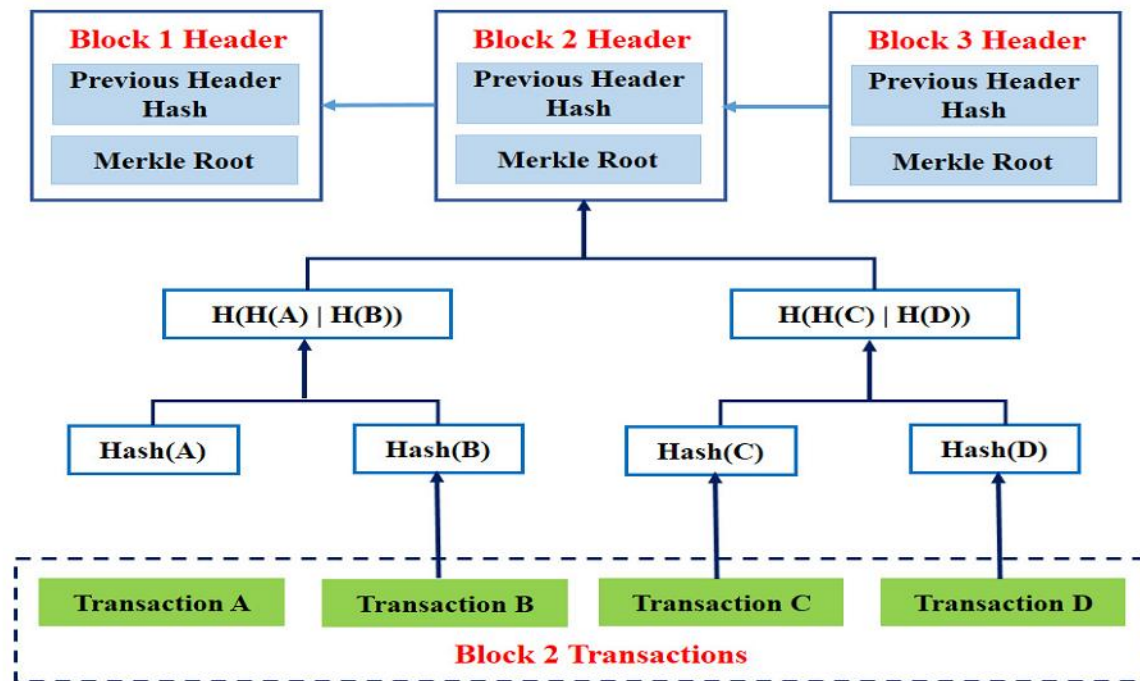 Block 1 Header
Previous Header
Hash
Merkle Root
Block 2 Header
Previous Header
Hash
Merkle Root
Block 3 Header
Previous Header
Hash
Merkle Root
H(H(A) | H(B))
H(H(C) | H(D))
Hash(A)
Hash(B)
Hash(C)
Hash(D)
Transaction A
Transaction B
Transaction C
Transaction D
Block 2 Transactions